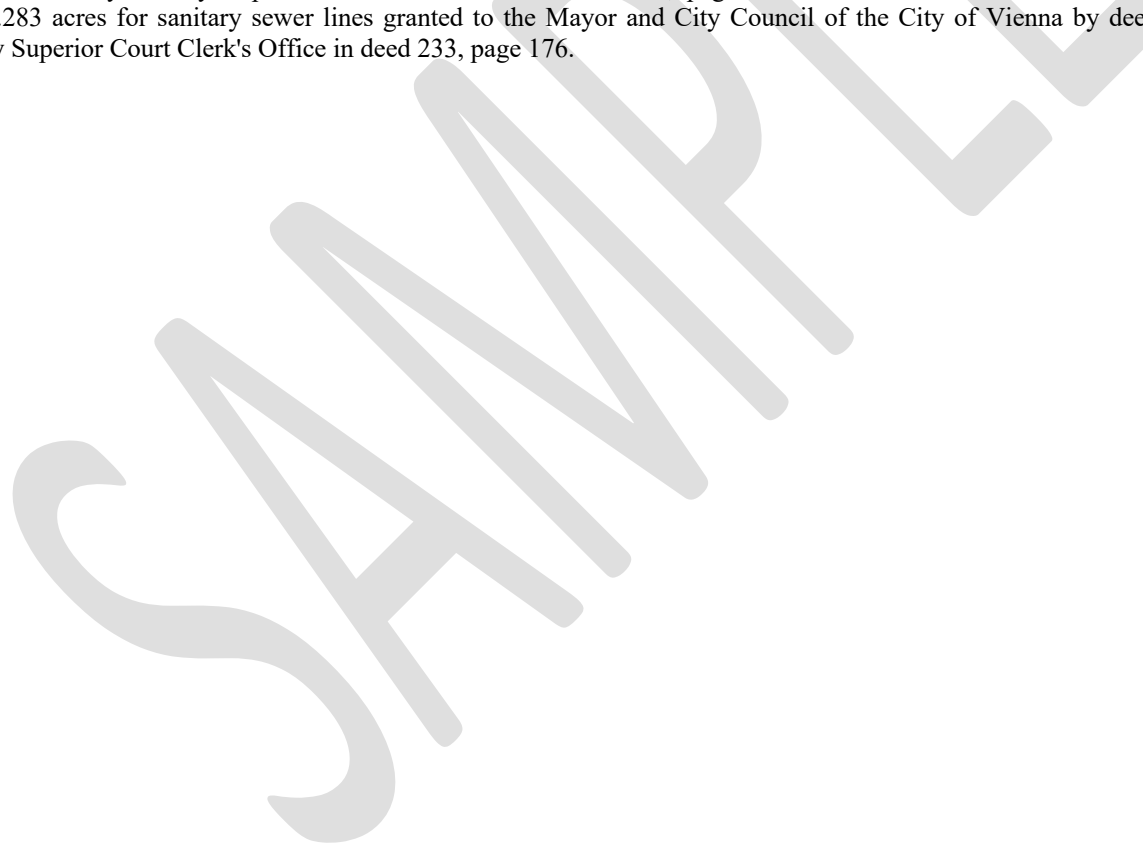 .283 acres for sanitary sewer lines granted to the Mayor and City Council of the City of Vienna by
Superior Court Clerk's Office in deed 233, page 176.
SAMPLE